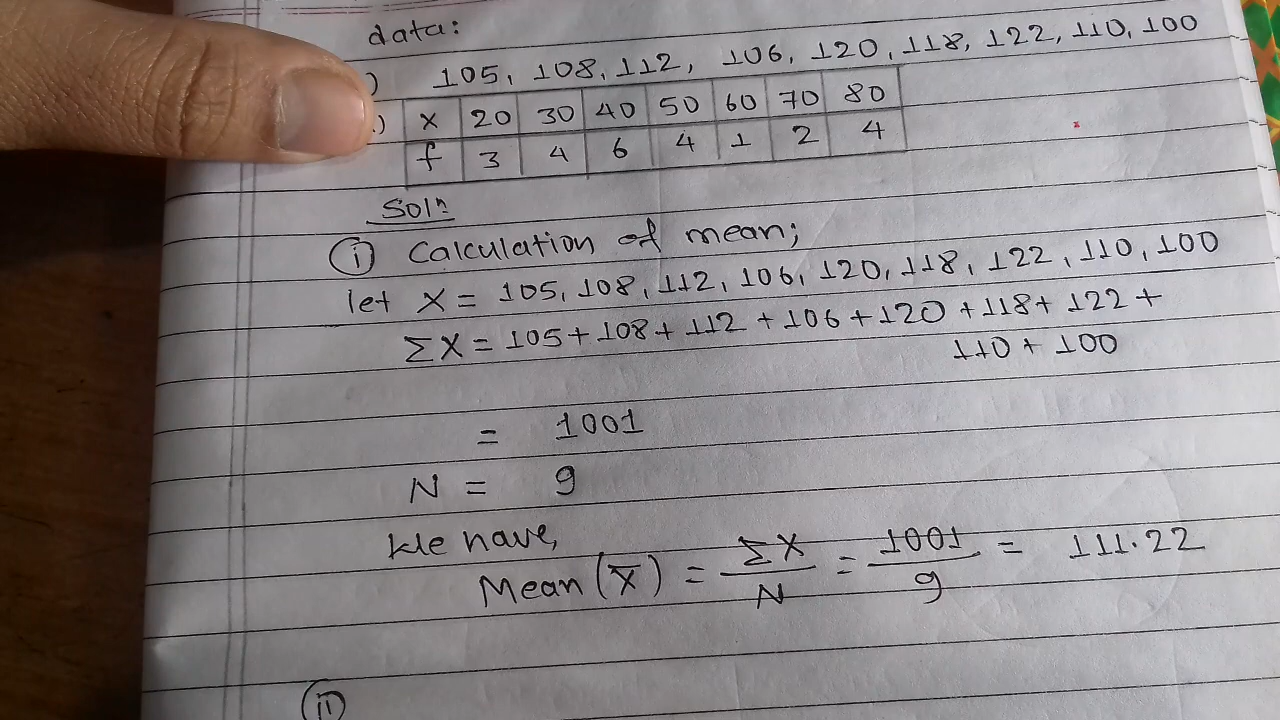 data:
) 105, 108, 112, 106, 120, 118, 122, 110, 100
.) X 20 30 40 50 60 70 80
f 3 4 6 4 1 2 4
Solⁿ
(i) Calculation of mean;
let X = 105, 108, 112, 106, 120, 118, 122, 110, 100
ΣX = 105 + 108 + 112 + 106 + 120 + 118 + 122 +
110 + 100
= 1001
N = 9
We have,
Mean (X̄) = ΣX/N = 1001/9 = 111.22
(ii)